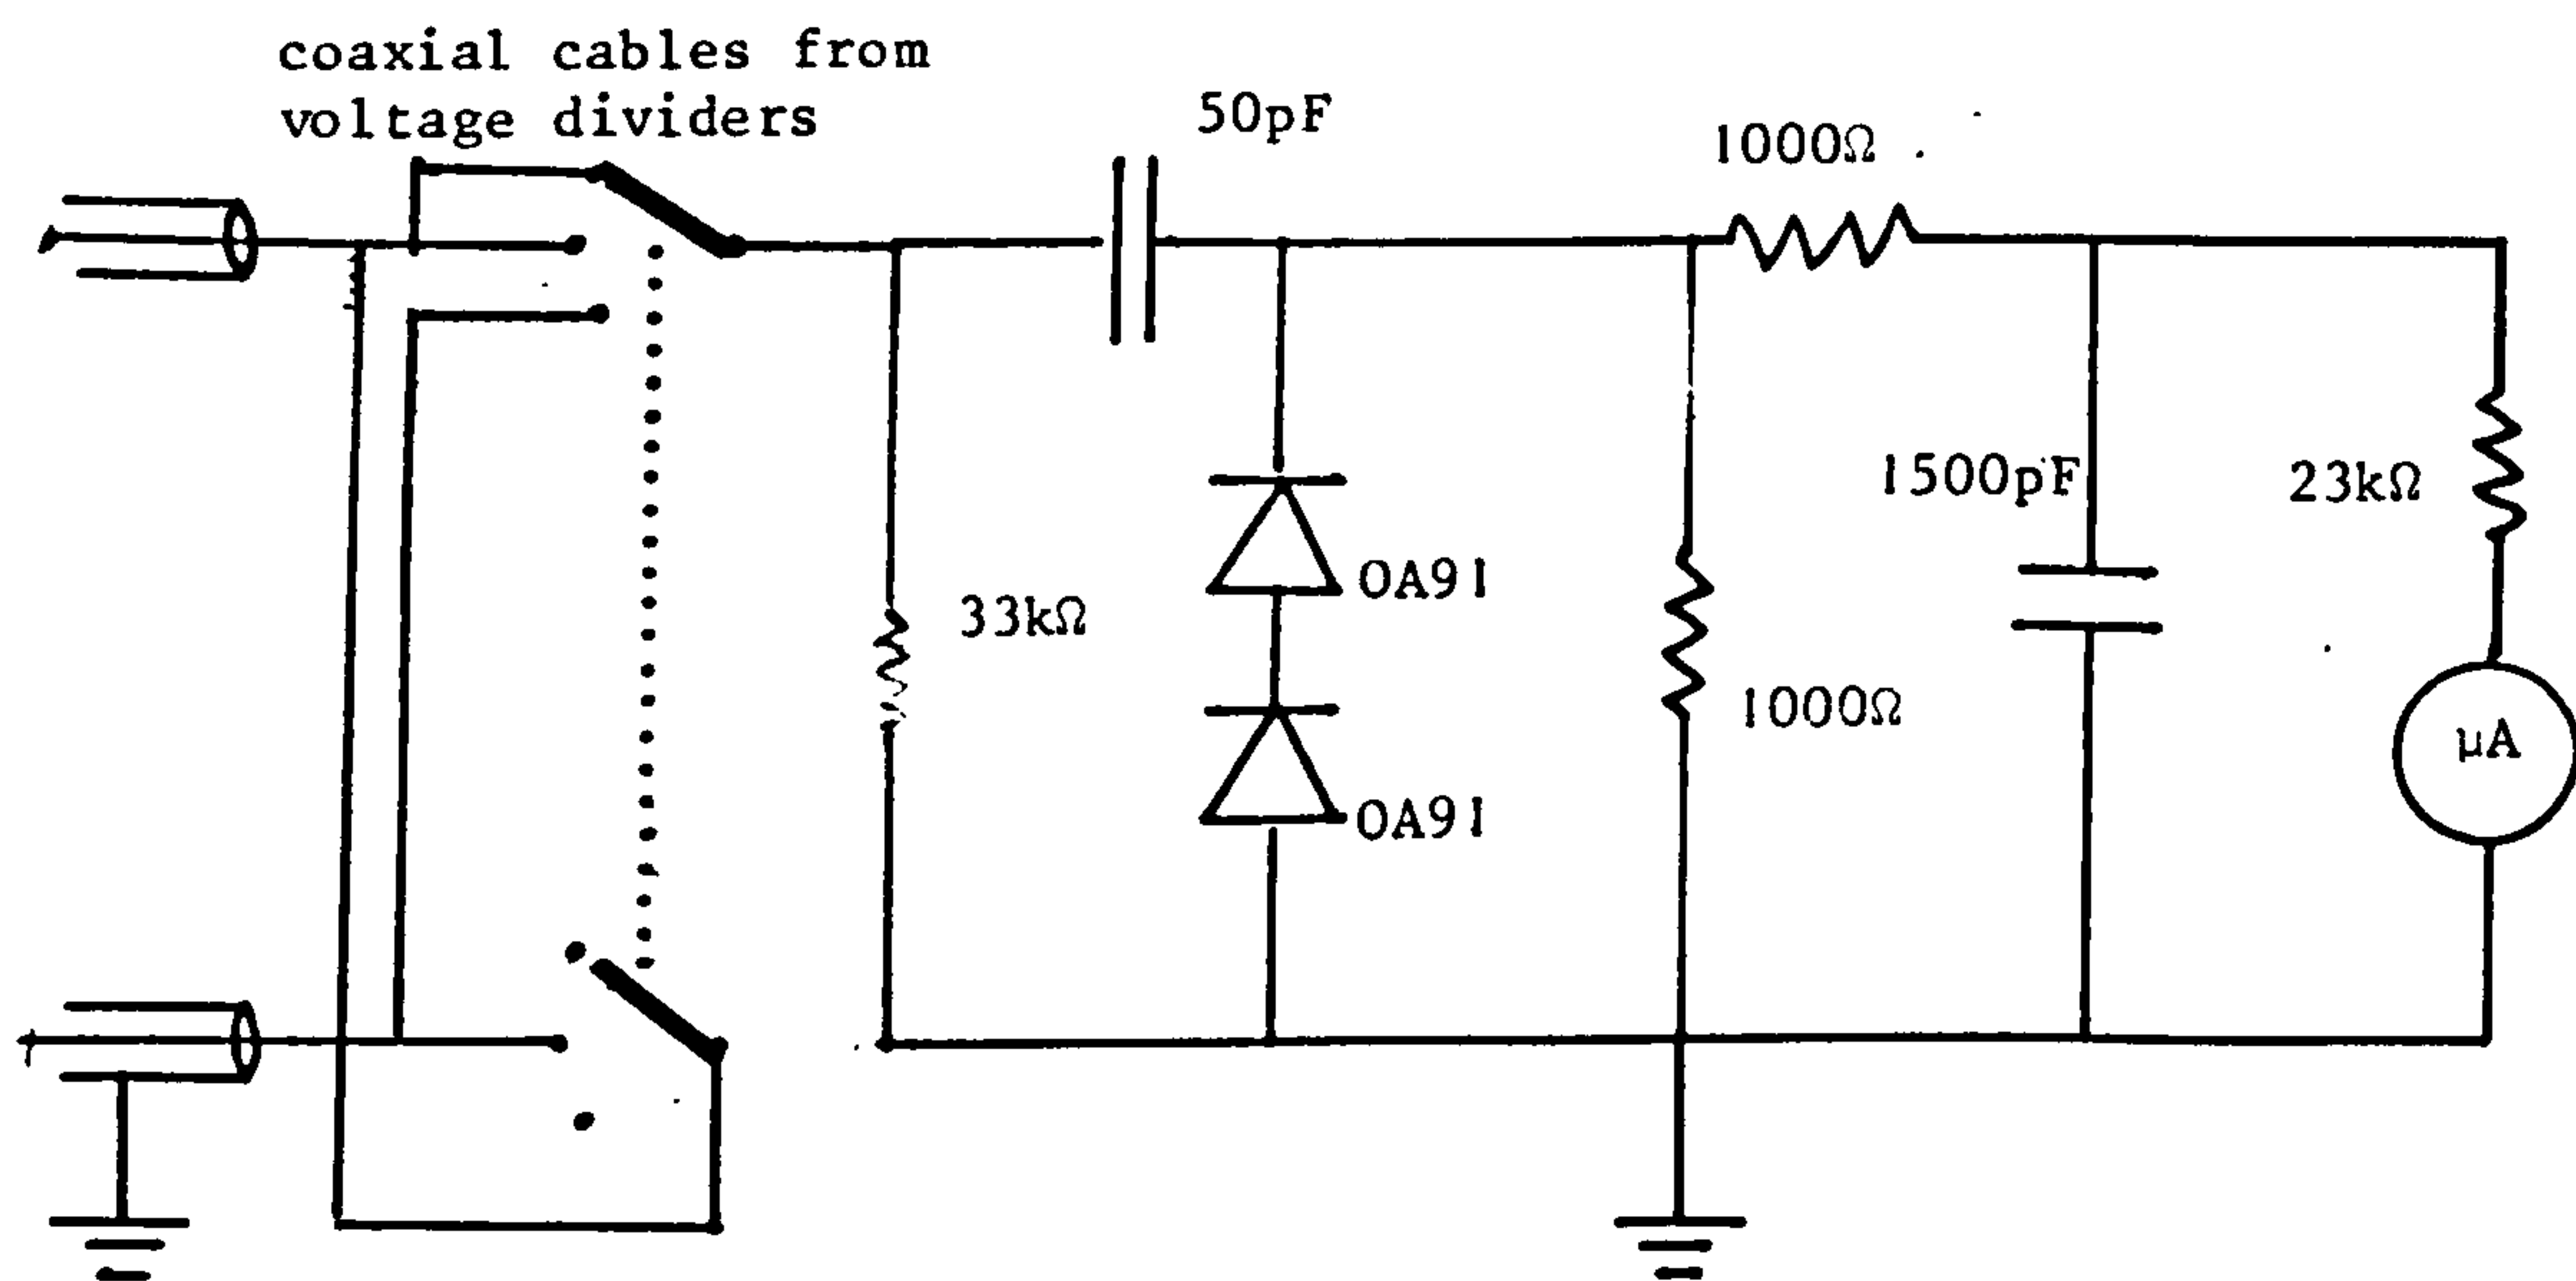 coaxial cables from
voltage dividers
50pF
1000Ω
1500pF
23kΩ
OA91
33kΩ
1000Ω
μA
OA91